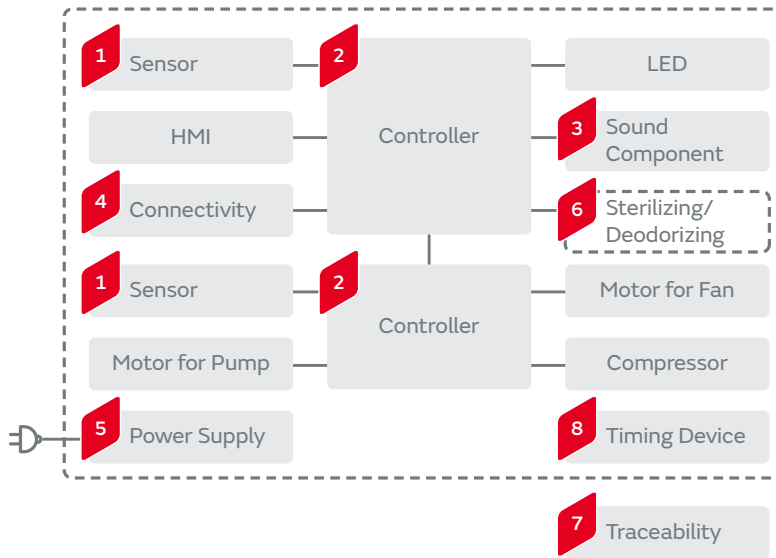 1
Sensor
2
Controller
LED
HMI
3
Sound
Component
4
Connectivity
6
Sterilizing/
Deodorizing
1
Sensor
2
Controller
Motor for Fan
Motor for Pump
Compressor
5
Power Supply
8
Timing Device
7
Traceability